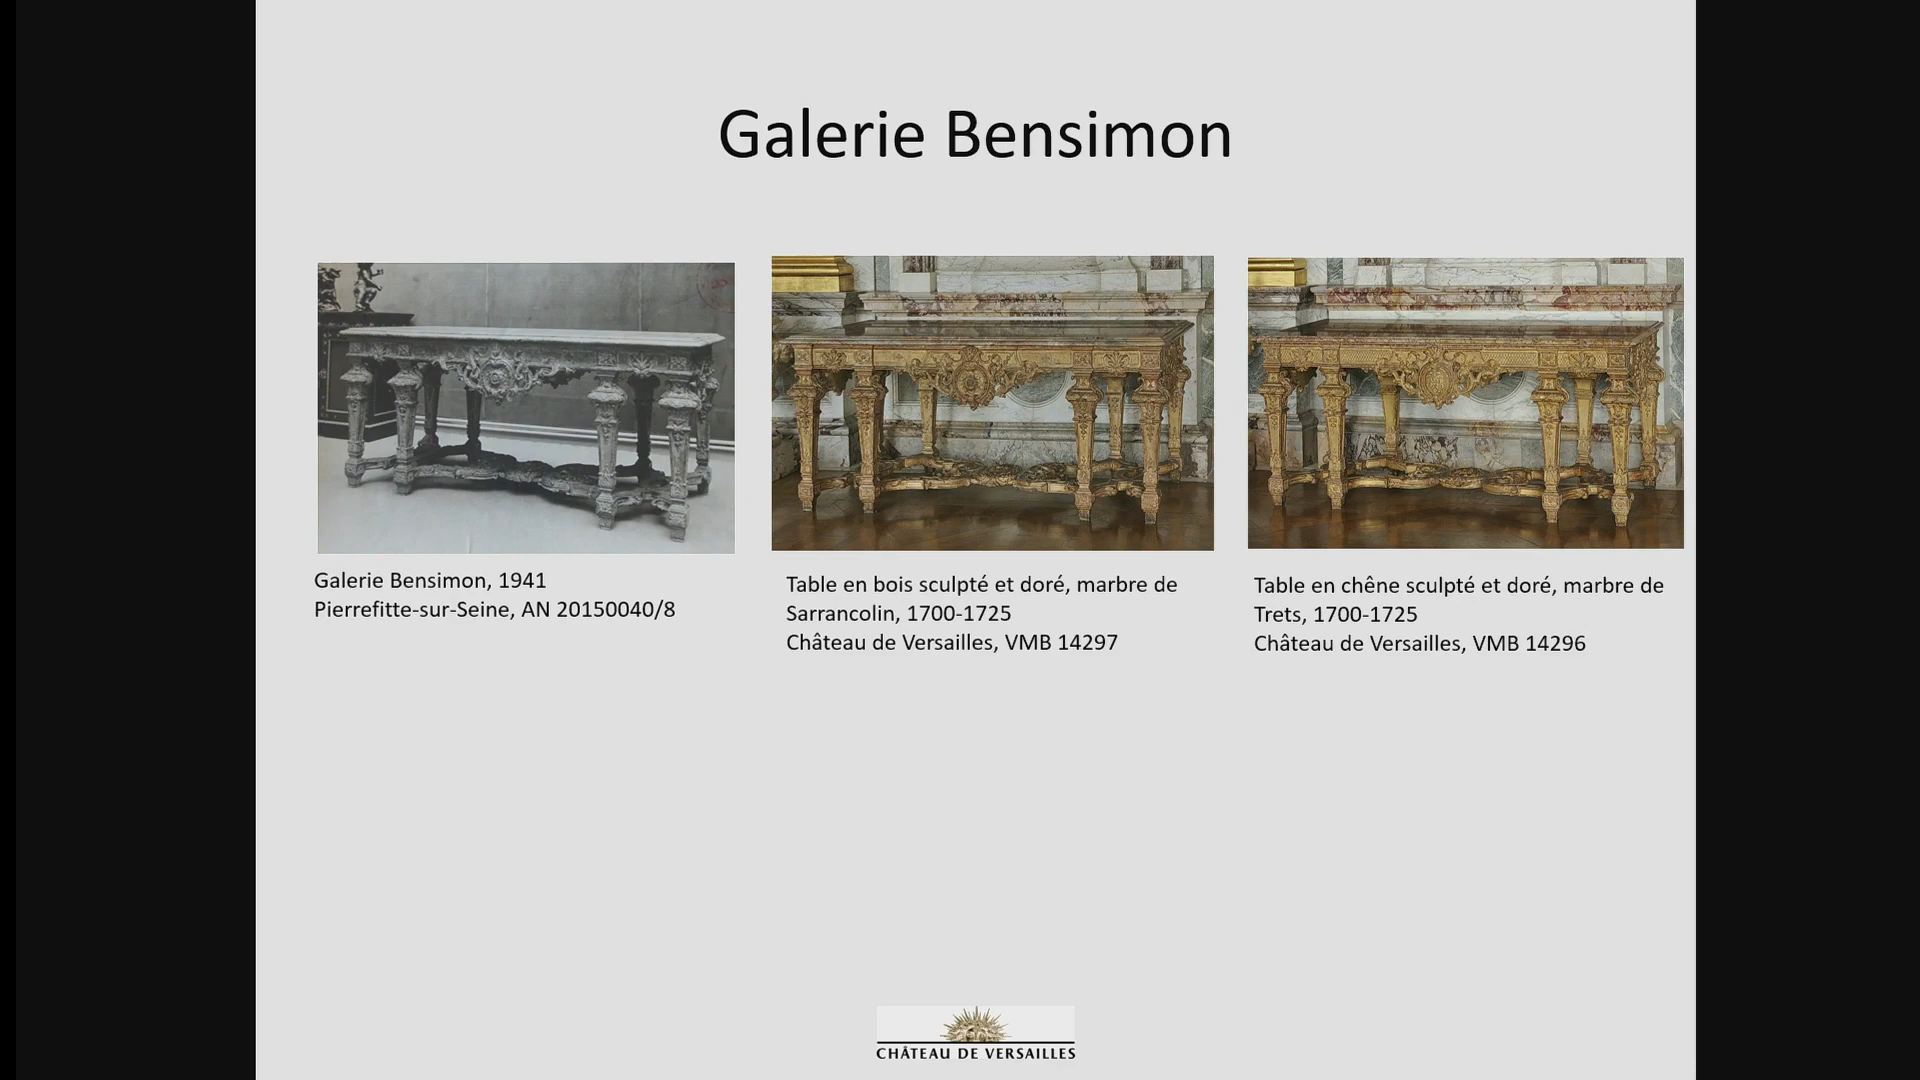 Galerie Bensimon
Galerie Bensimon, 1941
Pierrefitte-sur-Seine, AN 20150040/8
Table en bois sculpté et doré, marbre de
Sarrancolin, 1700-1725
Château de Versailles, VMB 14297
Table en chêne sculpté et doré, marbre de
Trets, 1700-1725
Château de Versailles, VMB 14296
CHÂTEAU DE VERSAILLES